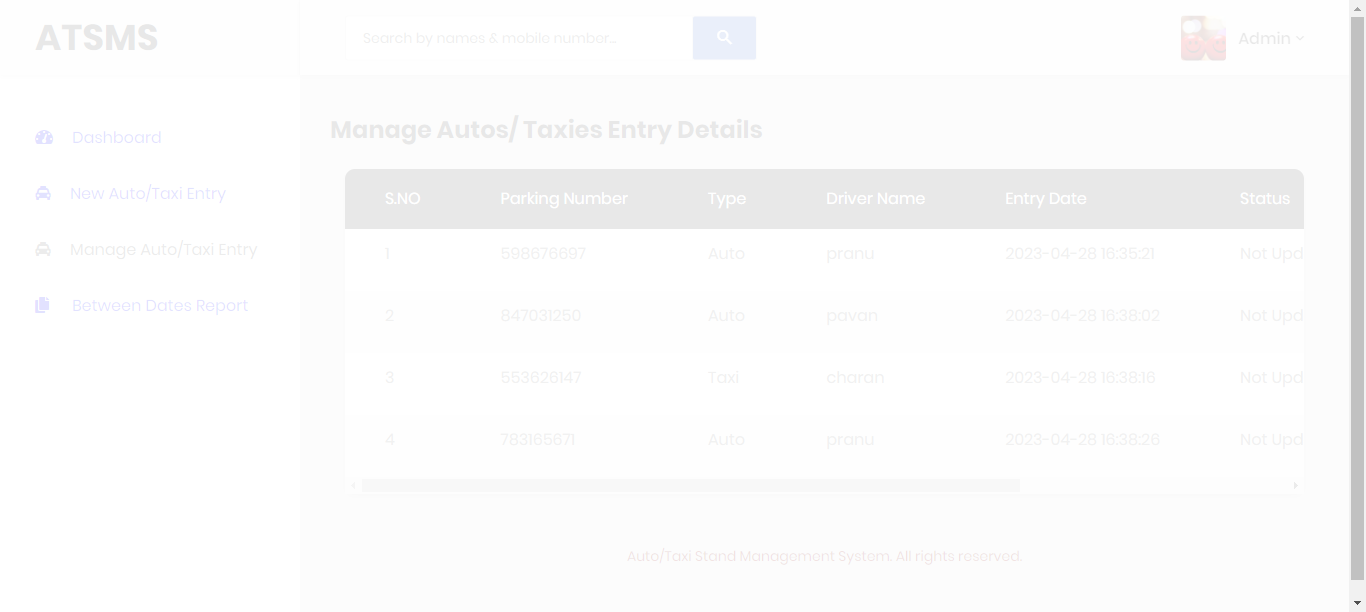 ATSMS
Search by names & mobile number...
Admin
Dashboard
New Auto/Taxi Entry
Manage Auto/Taxi Entry
Between Dates Report
Manage Autos/ Taxies Entry Details
S.NO Parking Number Type Driver Name Entry Date Status
1 598676697 Auto pranu 2023-04-28 16:35:21 Not Upd
2 847031250 Auto pavan 2023-04-28 16:38:02 Not Upd
3 553626147 Taxi charan 2023-04-28 16:38:16 Not Upd
4 783165671 Auto pranu 2023-04-28 16:38:26 Not Upd
Auto/Taxi Stand Management System. All rights reserved.